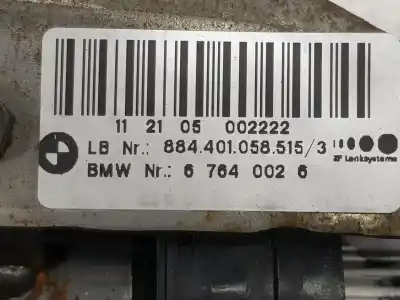 11 21 05 002222
LB Nr.: 884.401.058.515/3
ZF Lenksysteme
BMW Nr.: 6 764 002 6